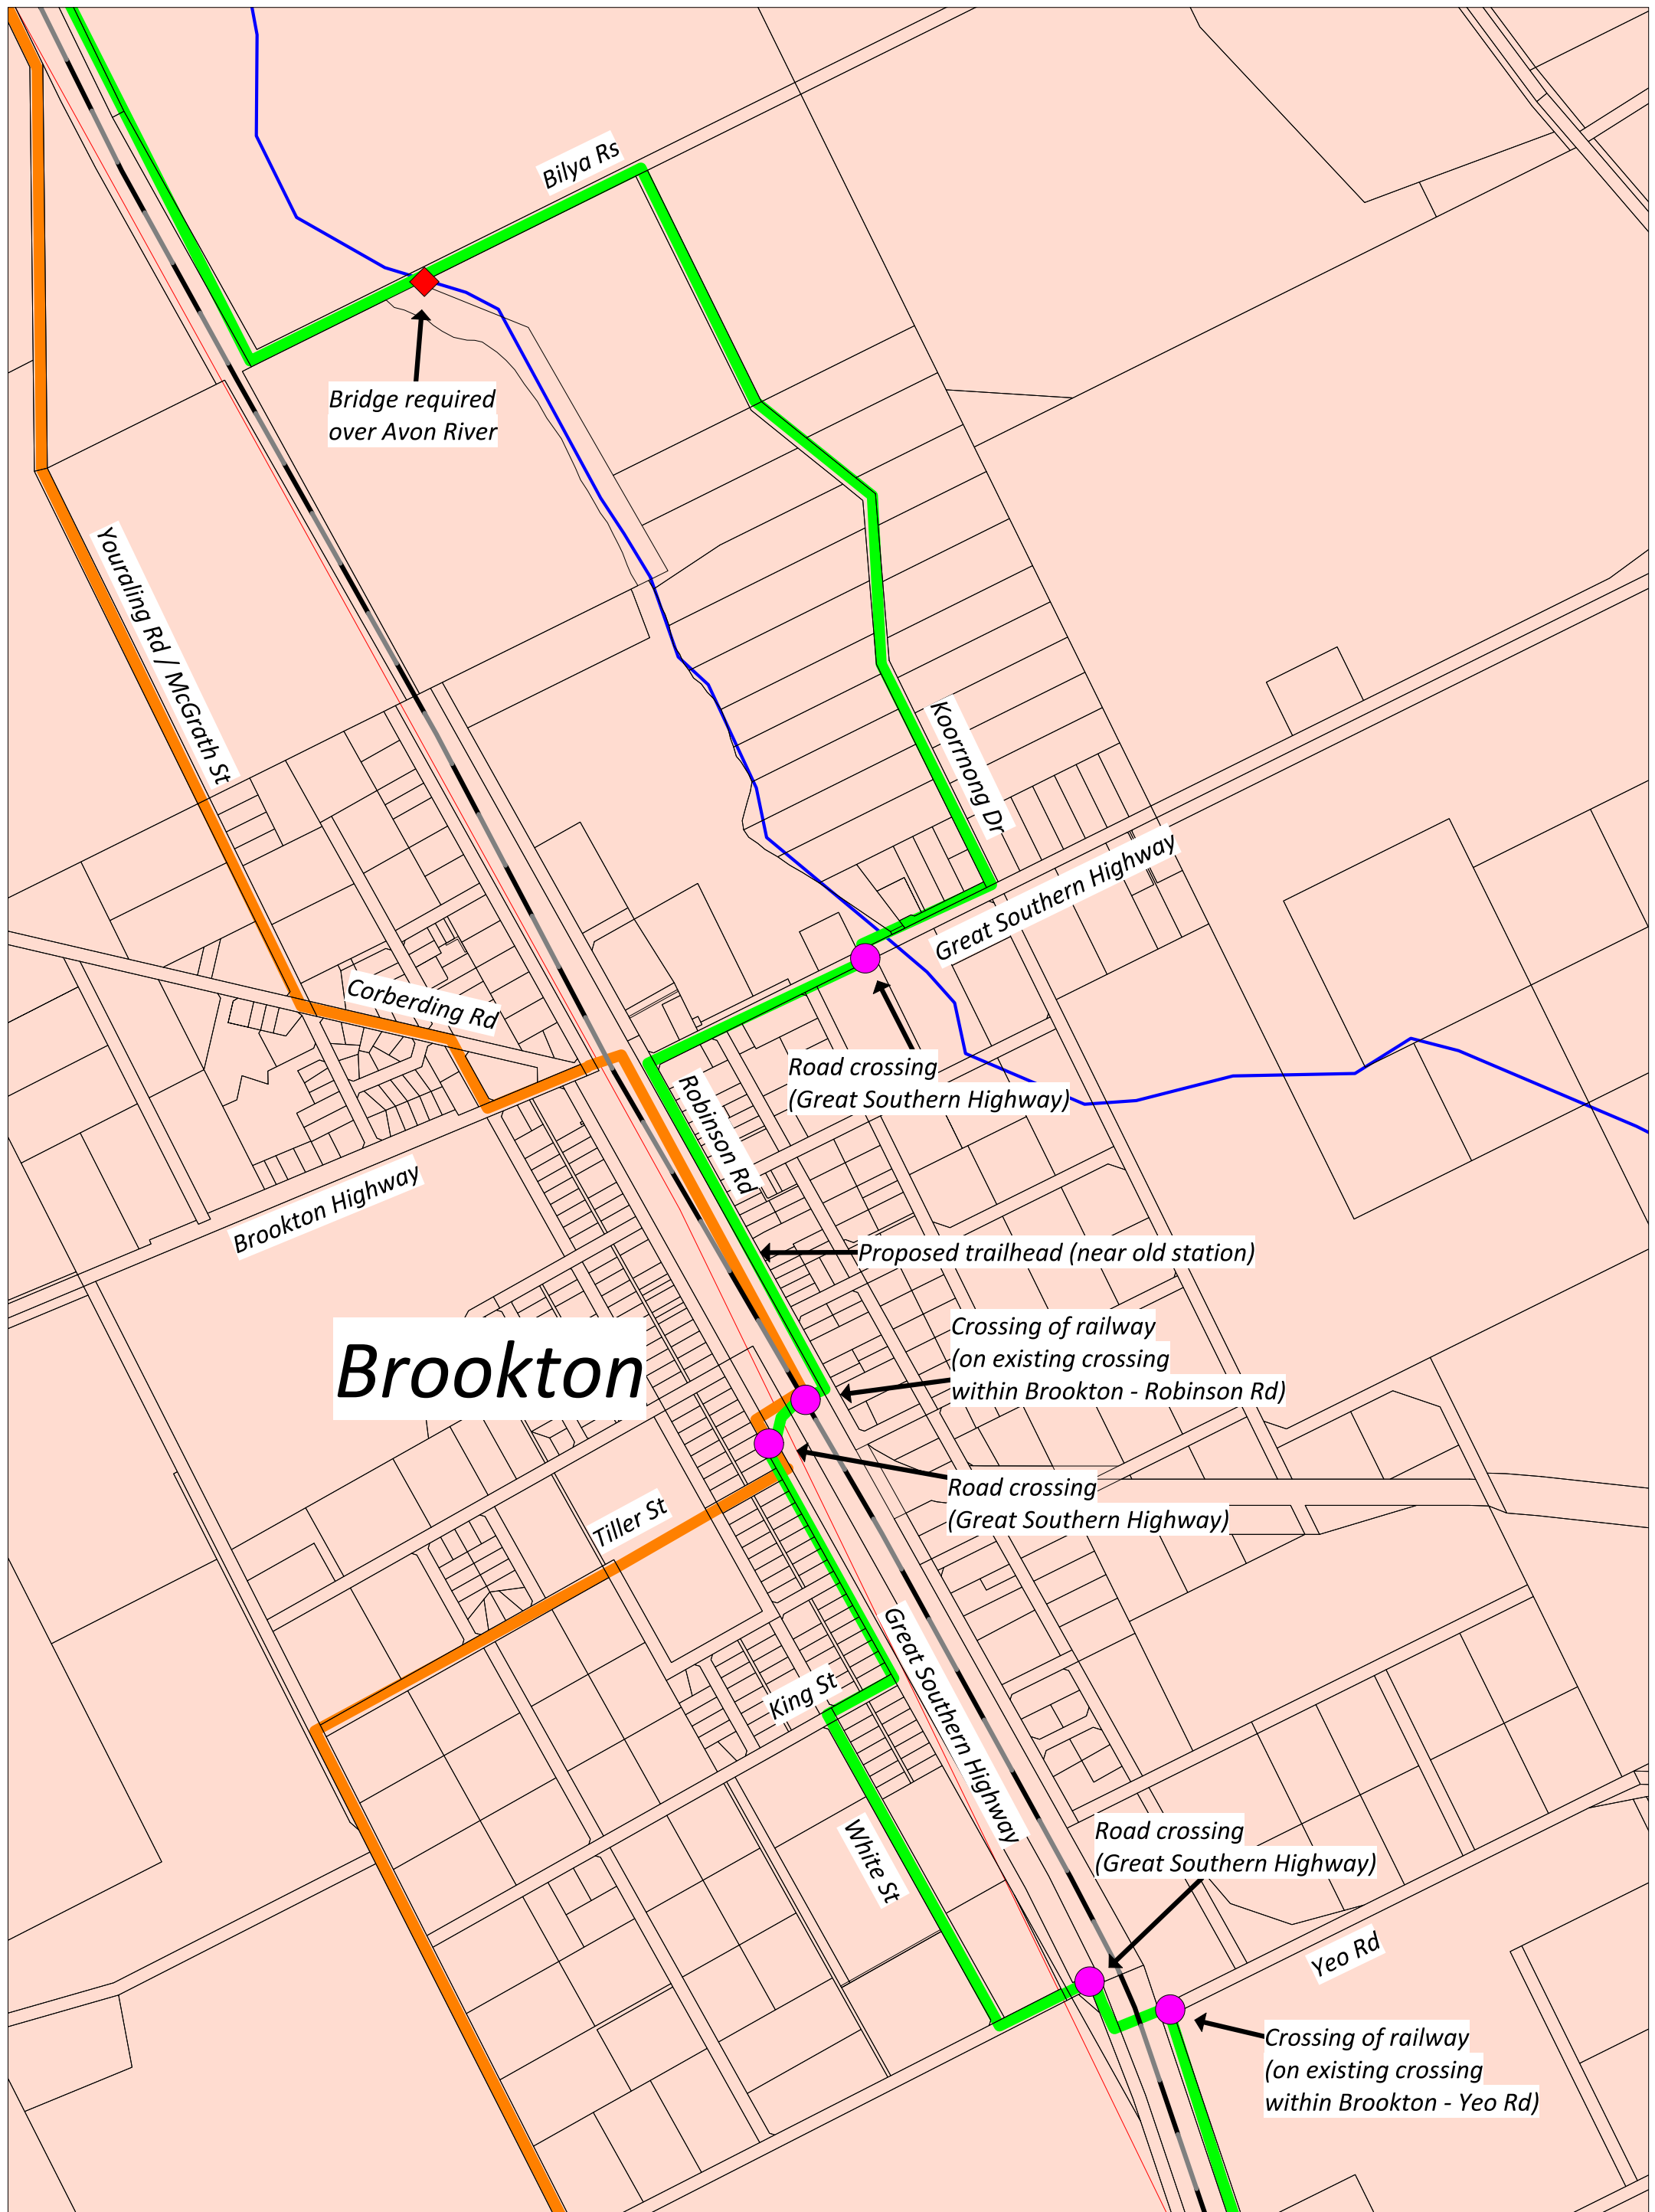 Bilya Rs
Bridge required
over Avon River
Youraling Rd / McGrath St
Koorrnong Dr
Great Southern Highway
Corberding Rd
Road crossing
(Great Southern Highway)
Robinson Rd
Brookton Highway
Proposed trailhead (near old station)
Crossing of railway
(on existing crossing
within Brookton - Robinson Rd)
Brookton
Road crossing
(Great Southern Highway)
Tiller St
Great Southern Highway
King St
White St
Road crossing
(Great Southern Highway)
Yeo Rd
Crossing of railway
(on existing crossing
within Brookton - Yeo Rd)